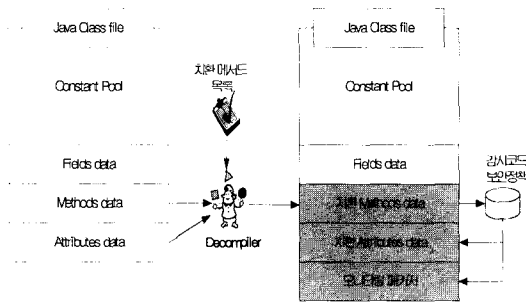 Java Class file
Constant Pool
Fields data
Methods data
Attributes data
치환 메서드
목록
Decompiler
Java Class file
Constant Pool
Fields data
치환 Methods data
치환 Attributes data
감시코드
보안정책